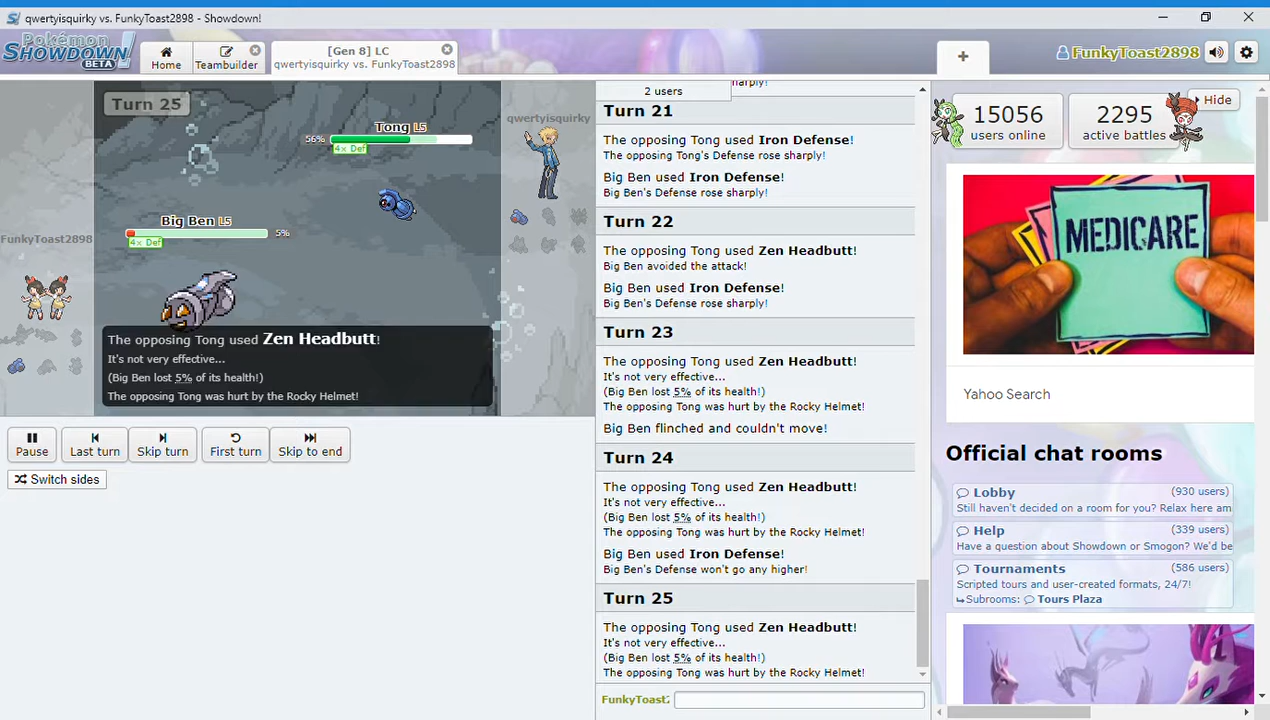 qwertyisquirky vs. FunkyToast2898 - Showdown!
Pokémon
SHOWDOWN
BETA
Home
Teambuilder
[Gen 8] LC
qwertyisquirky vs. FunkyToast2898
+
FunkyToast2898
Turn 25
Tong L5
56%
4x Def
qwertyisquirky
Big Ben L5
5%
4x Def
FunkyToast2898
The opposing Tong used Zen Headbutt!
It's not very effective...
(Big Ben lost 5% of its health!)
The opposing Tong was hurt by the Rocky Helmet!
Pause
Last turn
Skip turn
First turn
Skip to end
Switch sides
2 users
sharply!
Turn 21
The opposing Tong used Iron Defense!
The opposing Tong's Defense rose sharply!
Big Ben used Iron Defense!
Big Ben's Defense rose sharply!
Turn 22
The opposing Tong used Zen Headbutt!
Big Ben avoided the attack!
Big Ben used Iron Defense!
Big Ben's Defense rose sharply!
Turn 23
The opposing Tong used Zen Headbutt!
It's not very effective...
(Big Ben lost 5% of its health!)
The opposing Tong was hurt by the Rocky Helmet!
Big Ben flinched and couldn't move!
Turn 24
The opposing Tong used Zen Headbutt!
It's not very effective...
(Big Ben lost 5% of its health!)
The opposing Tong was hurt by the Rocky Helmet!
Big Ben used Iron Defense!
Big Ben's Defense won't go any higher!
Turn 25
The opposing Tong used Zen Headbutt!
It's not very effective...
(Big Ben lost 5% of its health!)
The opposing Tong was hurt by the Rocky Helmet!
FunkyToast2
15056
users online
2295
active battles
Hide
MEDICARE
Yahoo Search
Official chat rooms
Lobby (930 users)
Still haven't decided on a room for you? Relax here am
Help (339 users)
Have a question about Showdown or Smogon? We'd be
Tournaments (586 users)
Scripted tours and user-created formats, 24/7!
Subrooms: Tours Plaza